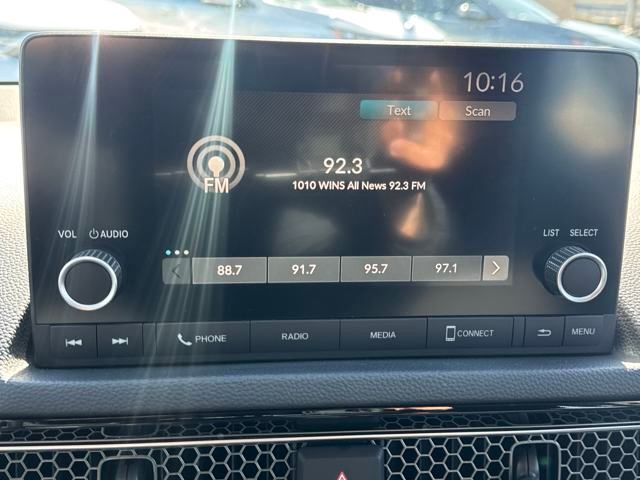 10:16
Text Scan
92.3
FM
1010 WINS All News 92.3 FM
VOL AUDIO
LIST SELECT
88.7 91.7 95.7 97.1
PHONE RADIO MEDIA CONNECT MENU